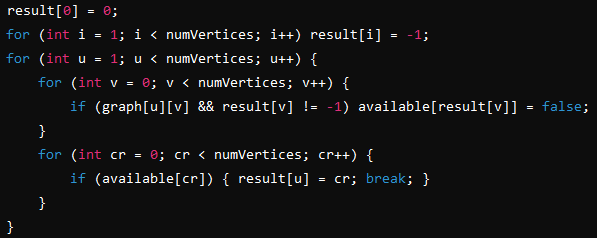 result[0] = 0;
for (int i = 1; i < numVertices; i++) result[i] = -1;
for (int u = 1; u < numVertices; u++) {
    for (int v = 0; v < numVertices; v++) {
        if (graph[u][v] && result[v] != -1) available[result[v]] = false;
    }
    for (int cr = 0; cr < numVertices; cr++) {
        if (available[cr]) { result[u] = cr; break; }
    }
}